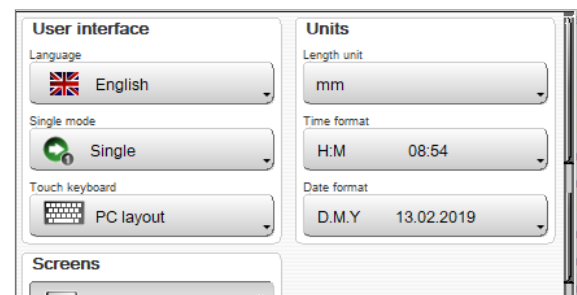 User interface
Language
English
Single mode
Single
Touch keyboard
PC layout
Units
Length unit
mm
Time format
H:M 08:54
Date format
D.M.Y 13.02.2019
Screens